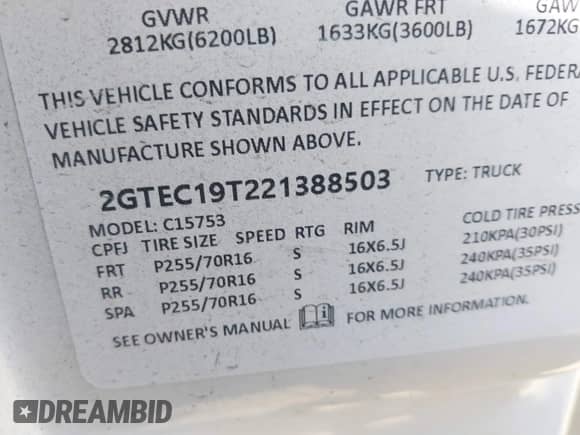 GVWR GAWR FRT GAW
2812KG(6200LB) 1633KG(3600LB) 1672KG
THIS VEHICLE CONFORMS TO ALL APPLICABLE U.S. FEDERA
VEHICLE SAFETY STANDARDS IN EFFECT ON THE DATE OF
MANUFACTURE SHOWN ABOVE.
2GTEC19T221388503 TYPE: TRUCK
MODEL: C15753
CPFJ TIRE SIZE SPEED RTG RIM COLD TIRE PRESS
FRT P255/70R16 S 16X6.5J 210KPA(30PSI)
RR P255/70R16 S 16X6.5J 240KPA(35PSI)
SPA P255/70R16 S 16X6.5J 240KPA(35PSI)
SEE OWNER'S MANUAL FOR MORE INFORMATION.
DREAMBID